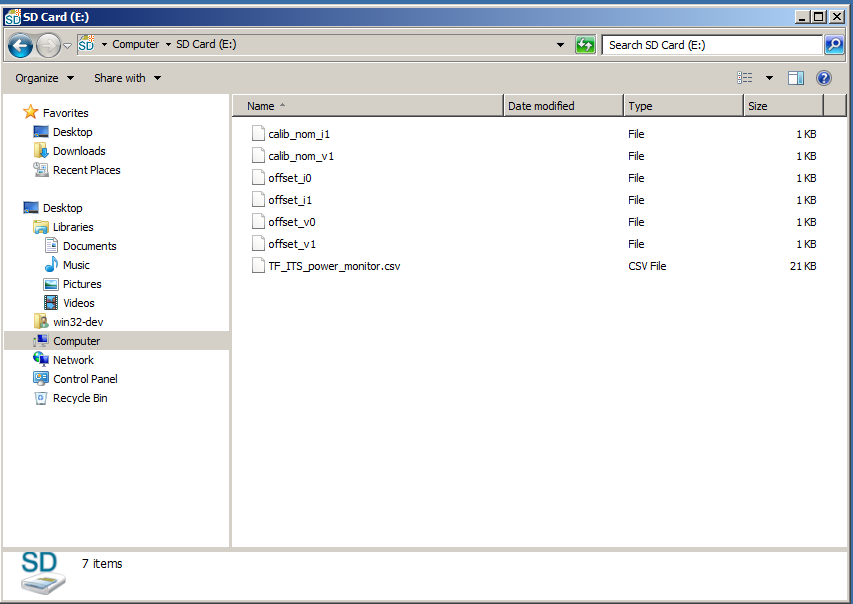 SD SD Card (E:)
SD Computer SD Card (E:) Search SD Card (E:)
Organize Share with
Favorites
Desktop
Downloads
Recent Places
Desktop
Libraries
Documents
Music
Pictures
Videos
win32-dev
Computer
Network
Control Panel
Recycle Bin
Name Date modified Type Size
calib_nom_i1 File 1 KB
calib_nom_v1 File 1 KB
offset_i0 File 1 KB
offset_i1 File 1 KB
offset_v0 File 1 KB
offset_v1 File 1 KB
TF_ITS_power_monitor.csv CSV File 21 KB
SD 7 items